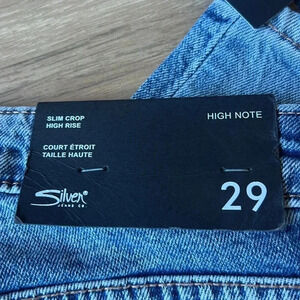 SLIM CROP
HIGH RISE
HIGH NOTE
COURT ÉTROIT
TAILLE HAUTE
Silver®
JEANS CO.
29